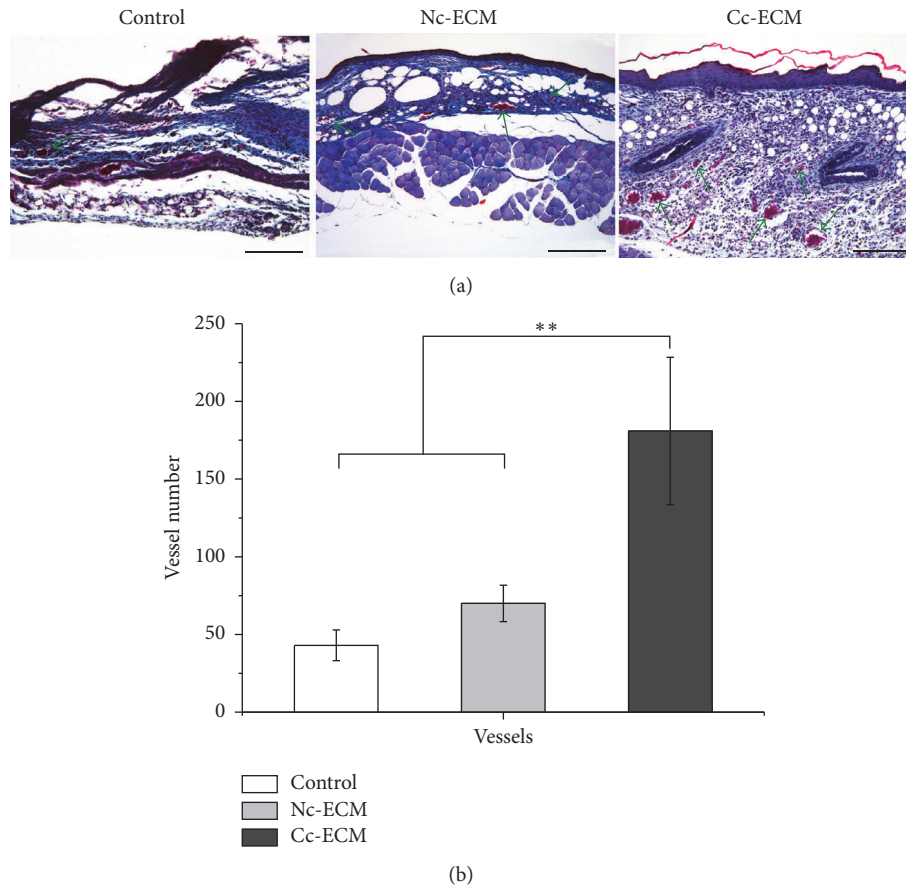 Control
Nc-ECM
Cc-ECM
(a)
250
200
150
100
50
0
Vessel number
**
Vessels
Control
Nc-ECM
Cc-ECM
(b)